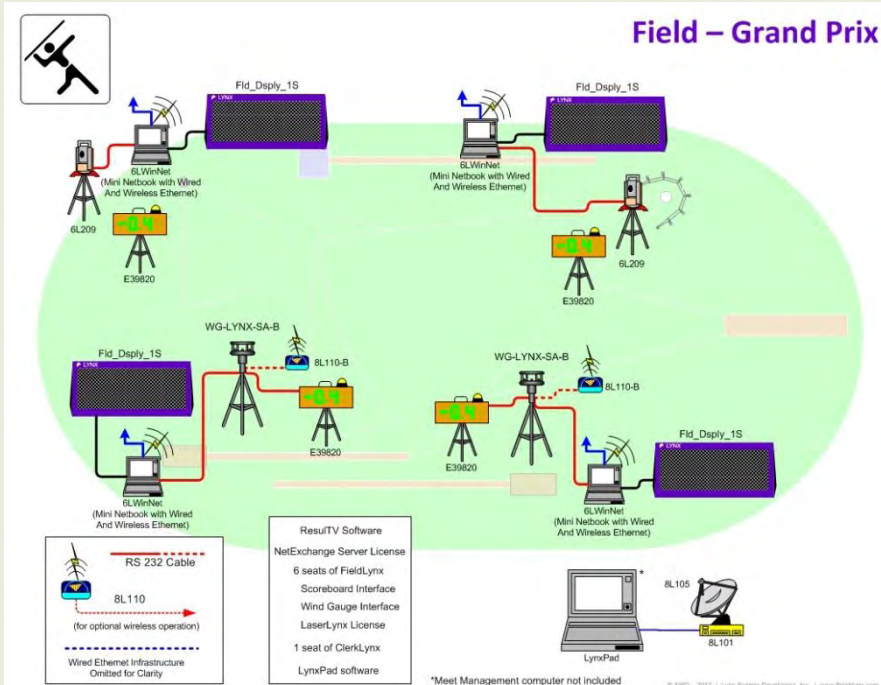 Field – Grand Prix
Fld_Dsply_1S
LYNX
6LWinNet
(Mini Netbook with Wired
And Wireless Ethernet)
6L209
-0.4
E39820
Fld_Dsply_1S
LYNX
6LWinNet
(Mini Netbook with Wired
And Wireless Ethernet)
6L209
-0.4
E39820
Fld_Dsply_1S
LYNX
WG-LYNX-SA-B
8L110-B
-0.4
E39820
6LWinNet
(Mini Netbook with Wired
And Wireless Ethernet)
WG-LYNX-SA-B
8L110-B
-0.4
E39820
Fld_Dsply_1S
LYNX
6LWinNet
(Mini Netbook with Wired
And Wireless Ethernet)
RS 232 Cable
8L110
(for optional wireless operation)
Wired Ethernet Infrastructure
Omitted for Clarity
ResulTV Software
NetExchange Server License
6 seats of FieldLynx
Scoreboard Interface
Wind Gauge Interface
LaserLynx License
1 seat of ClerkLynx
LynxPad software
*
8L105
8L101
LynxPad
*Meet Management computer not included